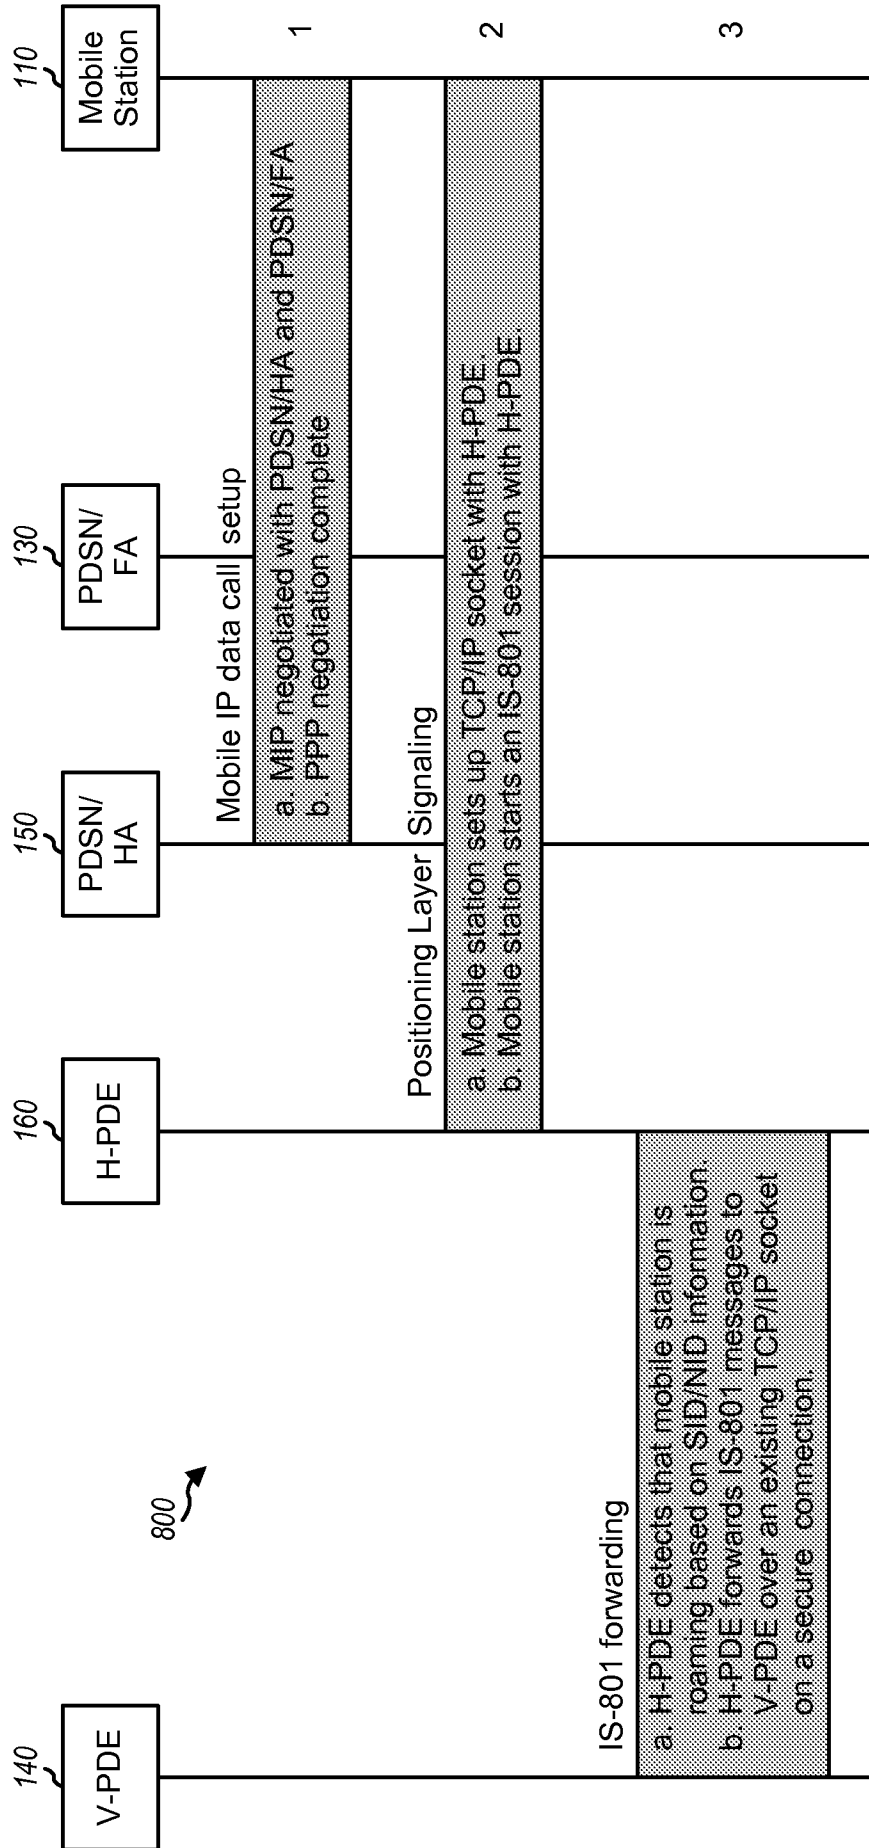 140
160
150
130
110
V-PDE
H-PDE
PDSN/
HA
PDSN/
FA
Mobile
Station
800
Mobile IP data call setup
a. MIP negotiated with PDSN/HA and PDSN/FA
b. PPP negotiation complete
1
Positioning Layer Signaling
a. Mobile station sets up TCP/IP socket with H-PDE.
b. Mobile station starts an IS-801 session with H-PDE.
2
IS-801 forwarding
a. H-PDE detects that mobile station is
roaming based on SID/NID information.
b. H-PDE forwards IS-801 messages to
V-PDE over an existing TCP/IP socket
on a secure connection.
3